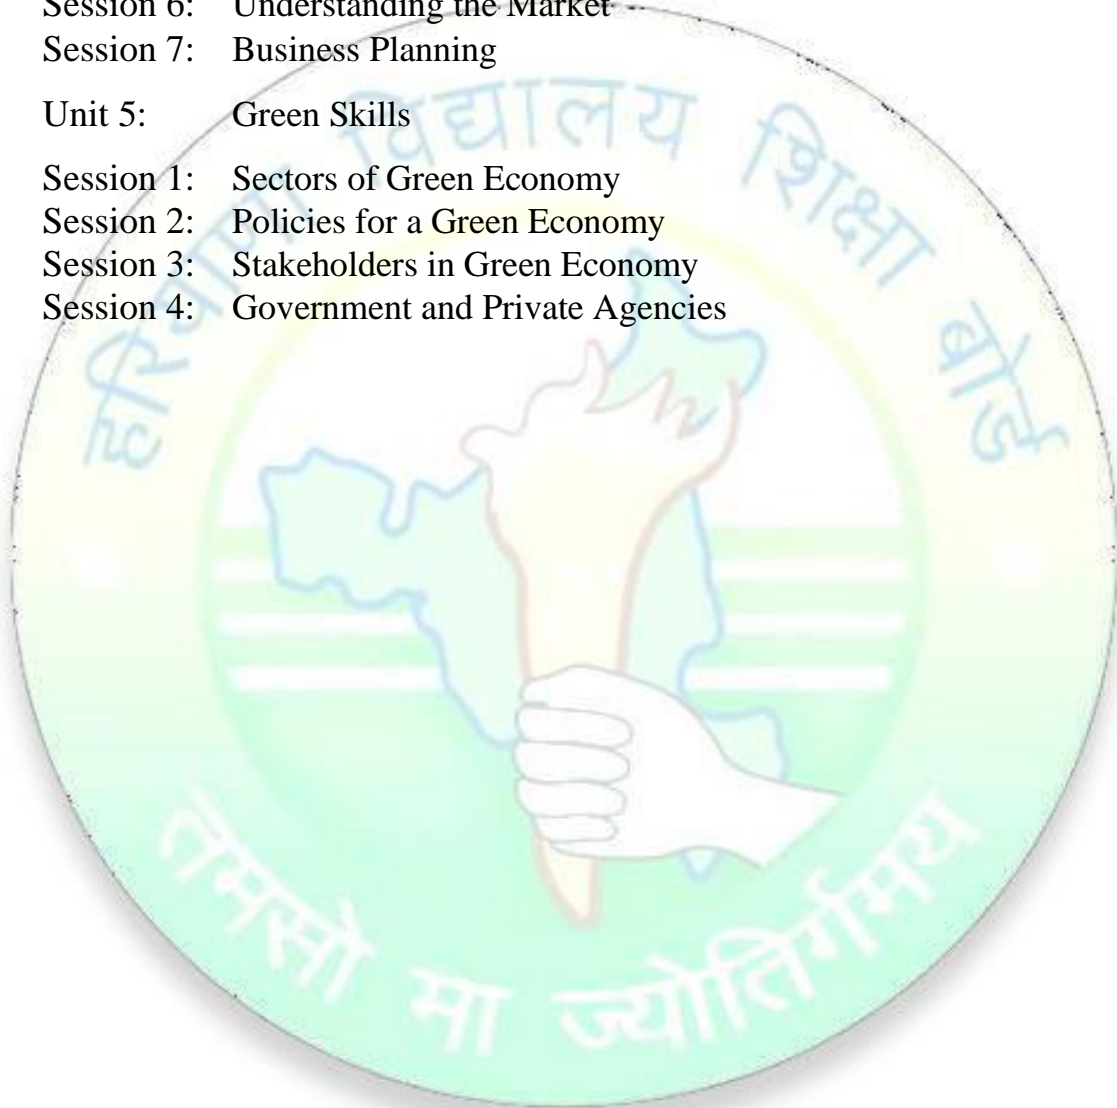 Session 6: Understanding the Market
Session 7: Business Planning
Unit 5: Green Skills
Session 1: Sectors of Green Economy
Session 2: Policies for a Green Economy
Session 3: Stakeholders in Green Economy
Session 4: Government and Private Agencies
हरियाणा विद्यालय शिक्षा बोर्ड
तमसो मा ज्योतिर्गमय